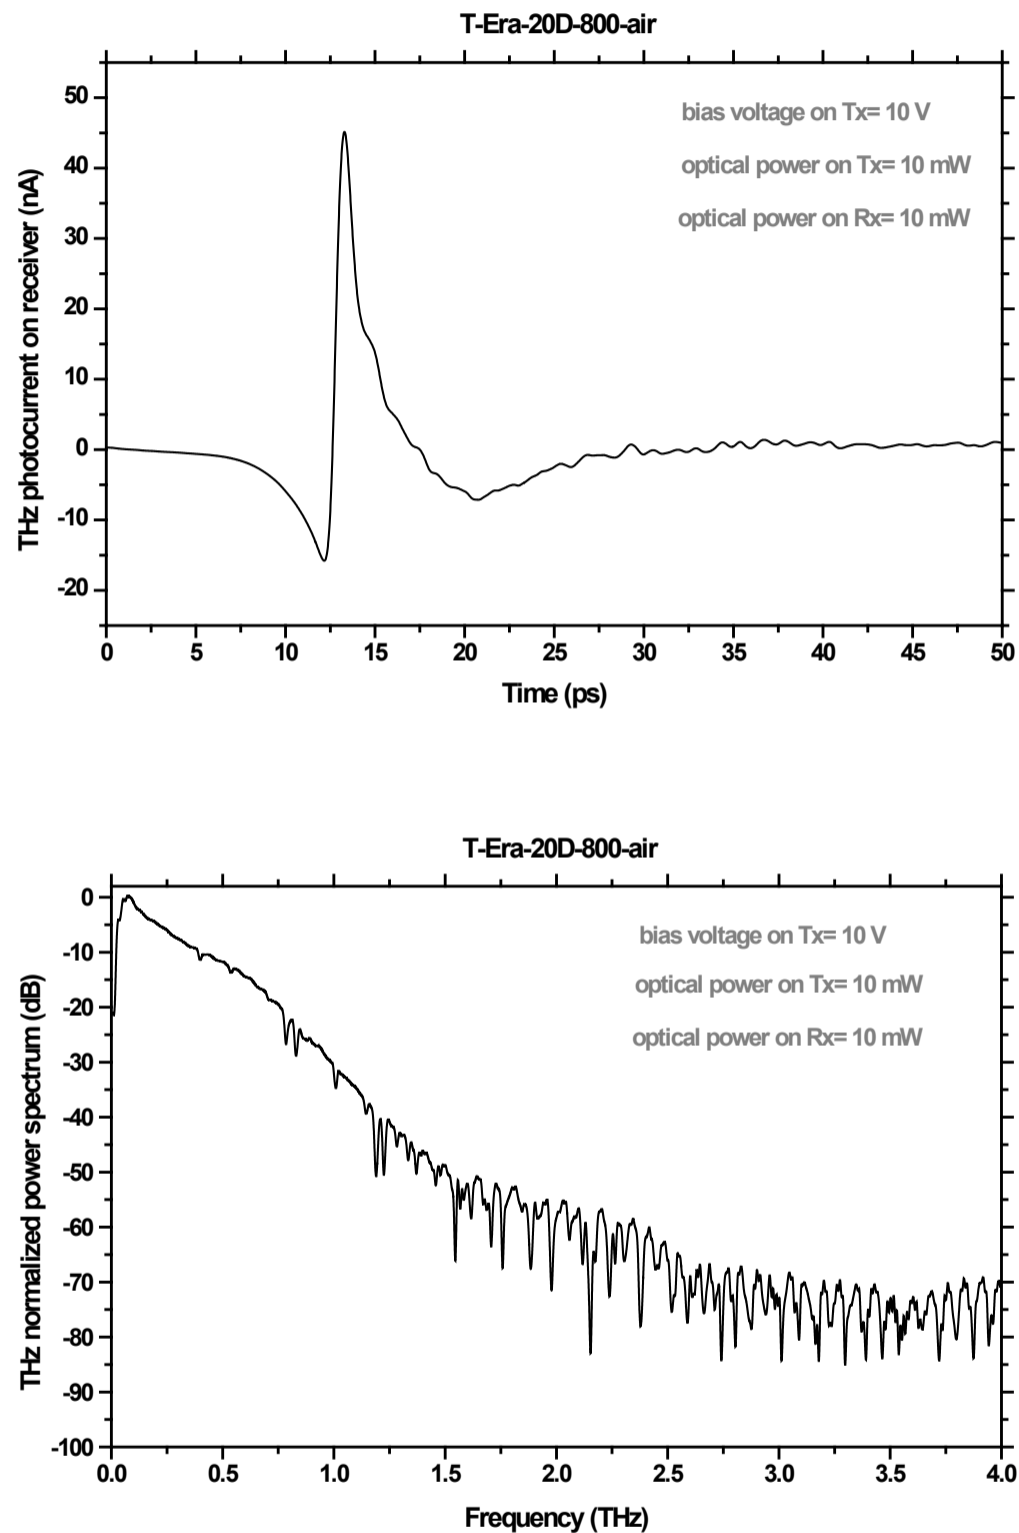 T-Era-20D-800-air
bias voltage on Tx= 10 V
optical power on Tx= 10 mW
optical power on Rx= 10 mW
THz photocurrent on receiver (nA)
50
40
30
20
10
0
-10
-20
0 5 10 15 20 25 30 35 40 45 50
Time (ps)
T-Era-20D-800-air
bias voltage on Tx= 10 V
optical power on Tx= 10 mW
optical power on Rx= 10 mW
THz normalized power spectrum (dB)
0
-10
-20
-30
-40
-50
-60
-70
-80
-90
-100
0.0 0.5 1.0 1.5 2.0 2.5 3.0 3.5 4.0
Frequency (THz)